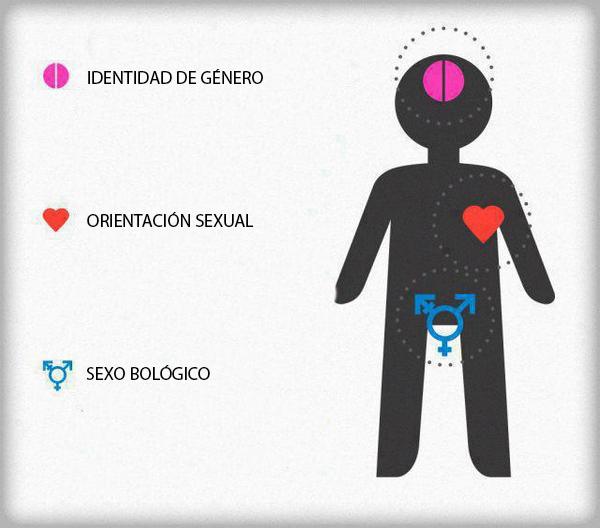 IDENTIDAD DE GÉNERO
ORIENTACIÓN SEXUAL
SEXO BOLÓGICO